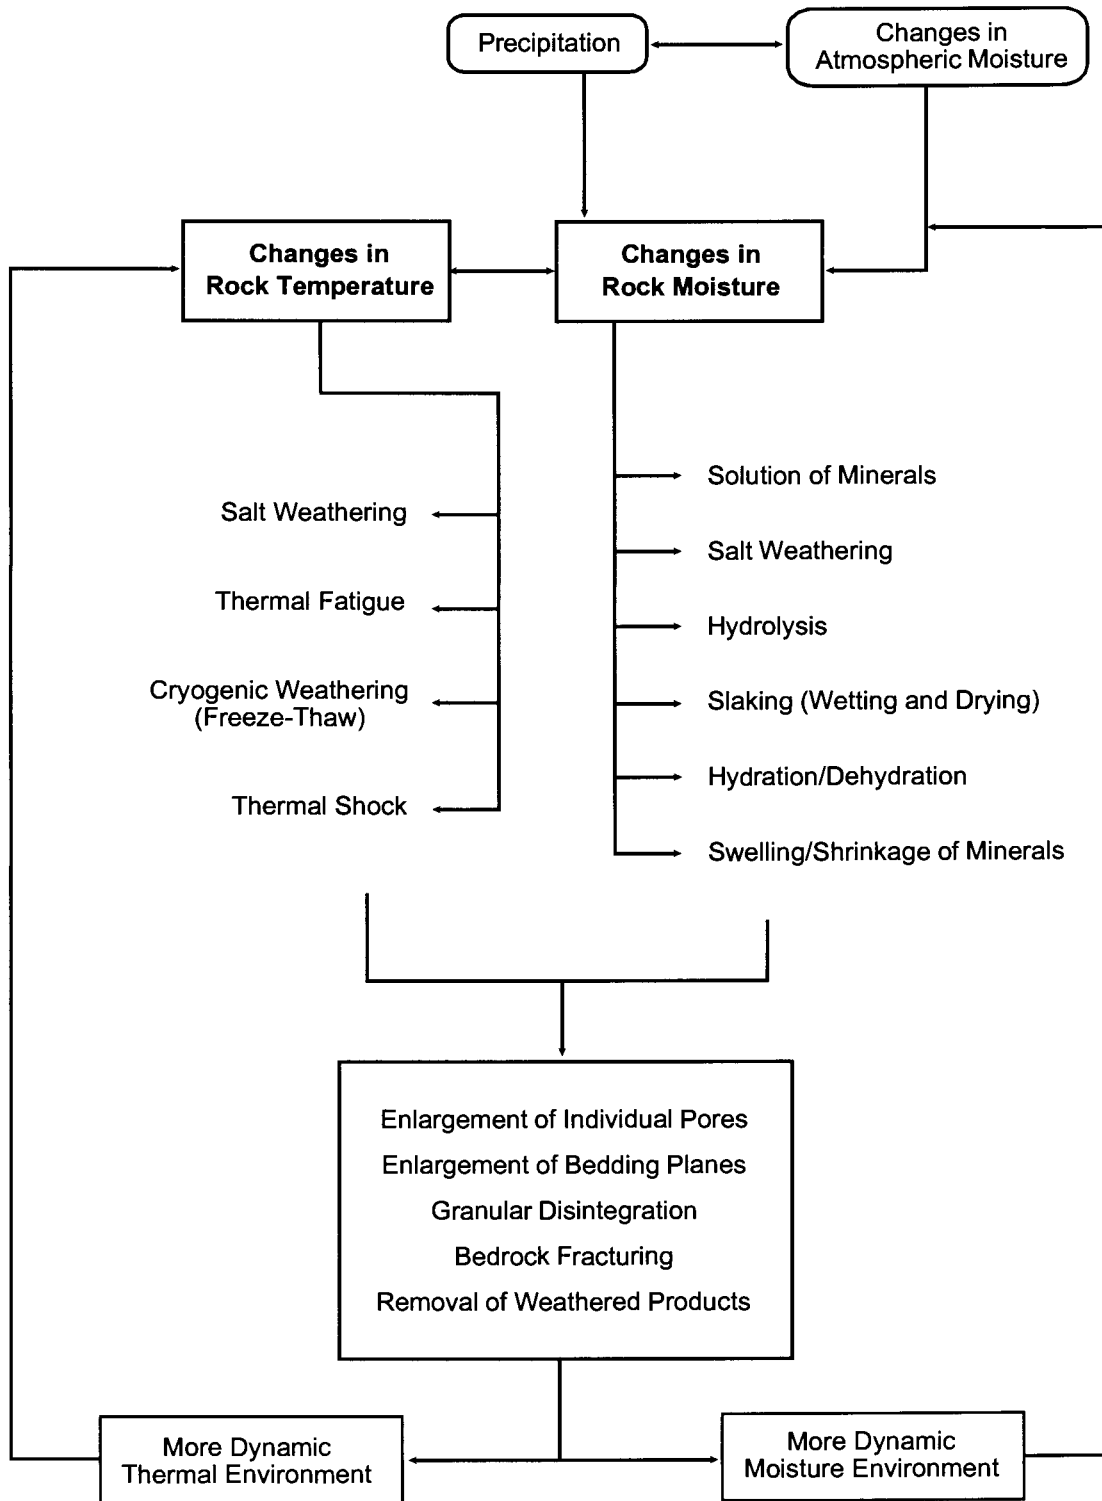 Precipitation
Changes in
Atmospheric Moisture
Changes in
Rock Temperature
Changes in
Rock Moisture
Salt Weathering
Thermal Fatigue
Cryogenic Weathering
(Freeze-Thaw)
Thermal Shock
Solution of Minerals
Salt Weathering
Hydrolysis
Slaking (Wetting and Drying)
Hydration/Dehydration
Swelling/Shrinkage of Minerals
Enlargement of Individual Pores
Enlargement of Bedding Planes
Granular Disintegration
Bedrock Fracturing
Removal of Weathered Products
More Dynamic
Thermal Environment
More Dynamic
Moisture Environment